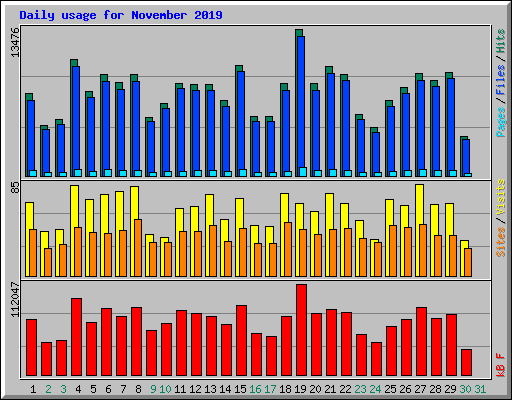 Daily usage for November 2019
13476
Pages / Files / Hits
85
Sites / Visits
112047
kB F
1 2 3 4 5 6 7 8 9 10 11 12 13 14 15 16 17 18 19 20 21 22 23 24 25 26 27 28 29 30 31